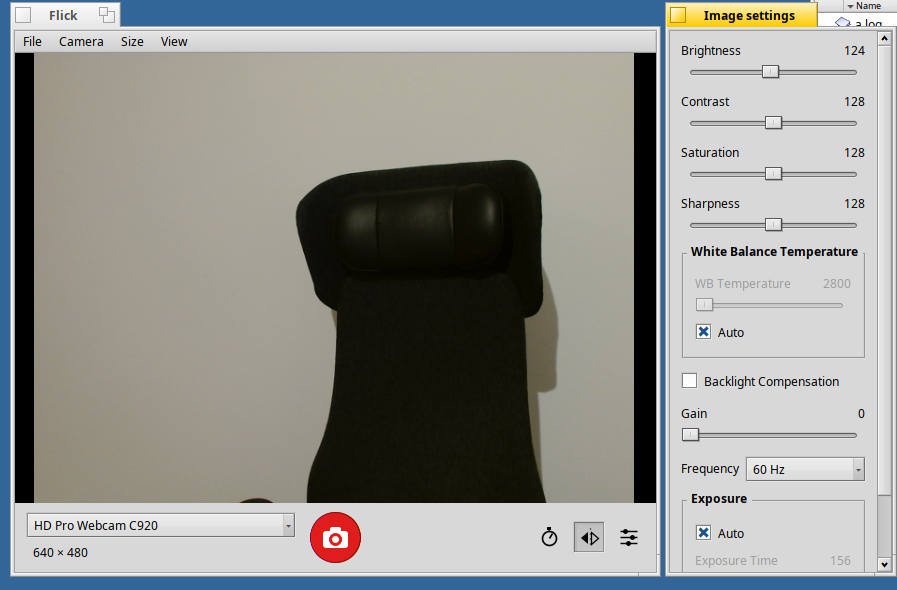 Flick
File Camera Size View
HD Pro Webcam C920
640 × 480
Name
a log
Image settings
Brightness 124
Contrast 128
Saturation 128
Sharpness 128
White Balance Temperature
WB Temperature 2800
Auto
Backlight Compensation
Gain 0
Frequency 60 Hz
Exposure
Auto
Exposure Time 156